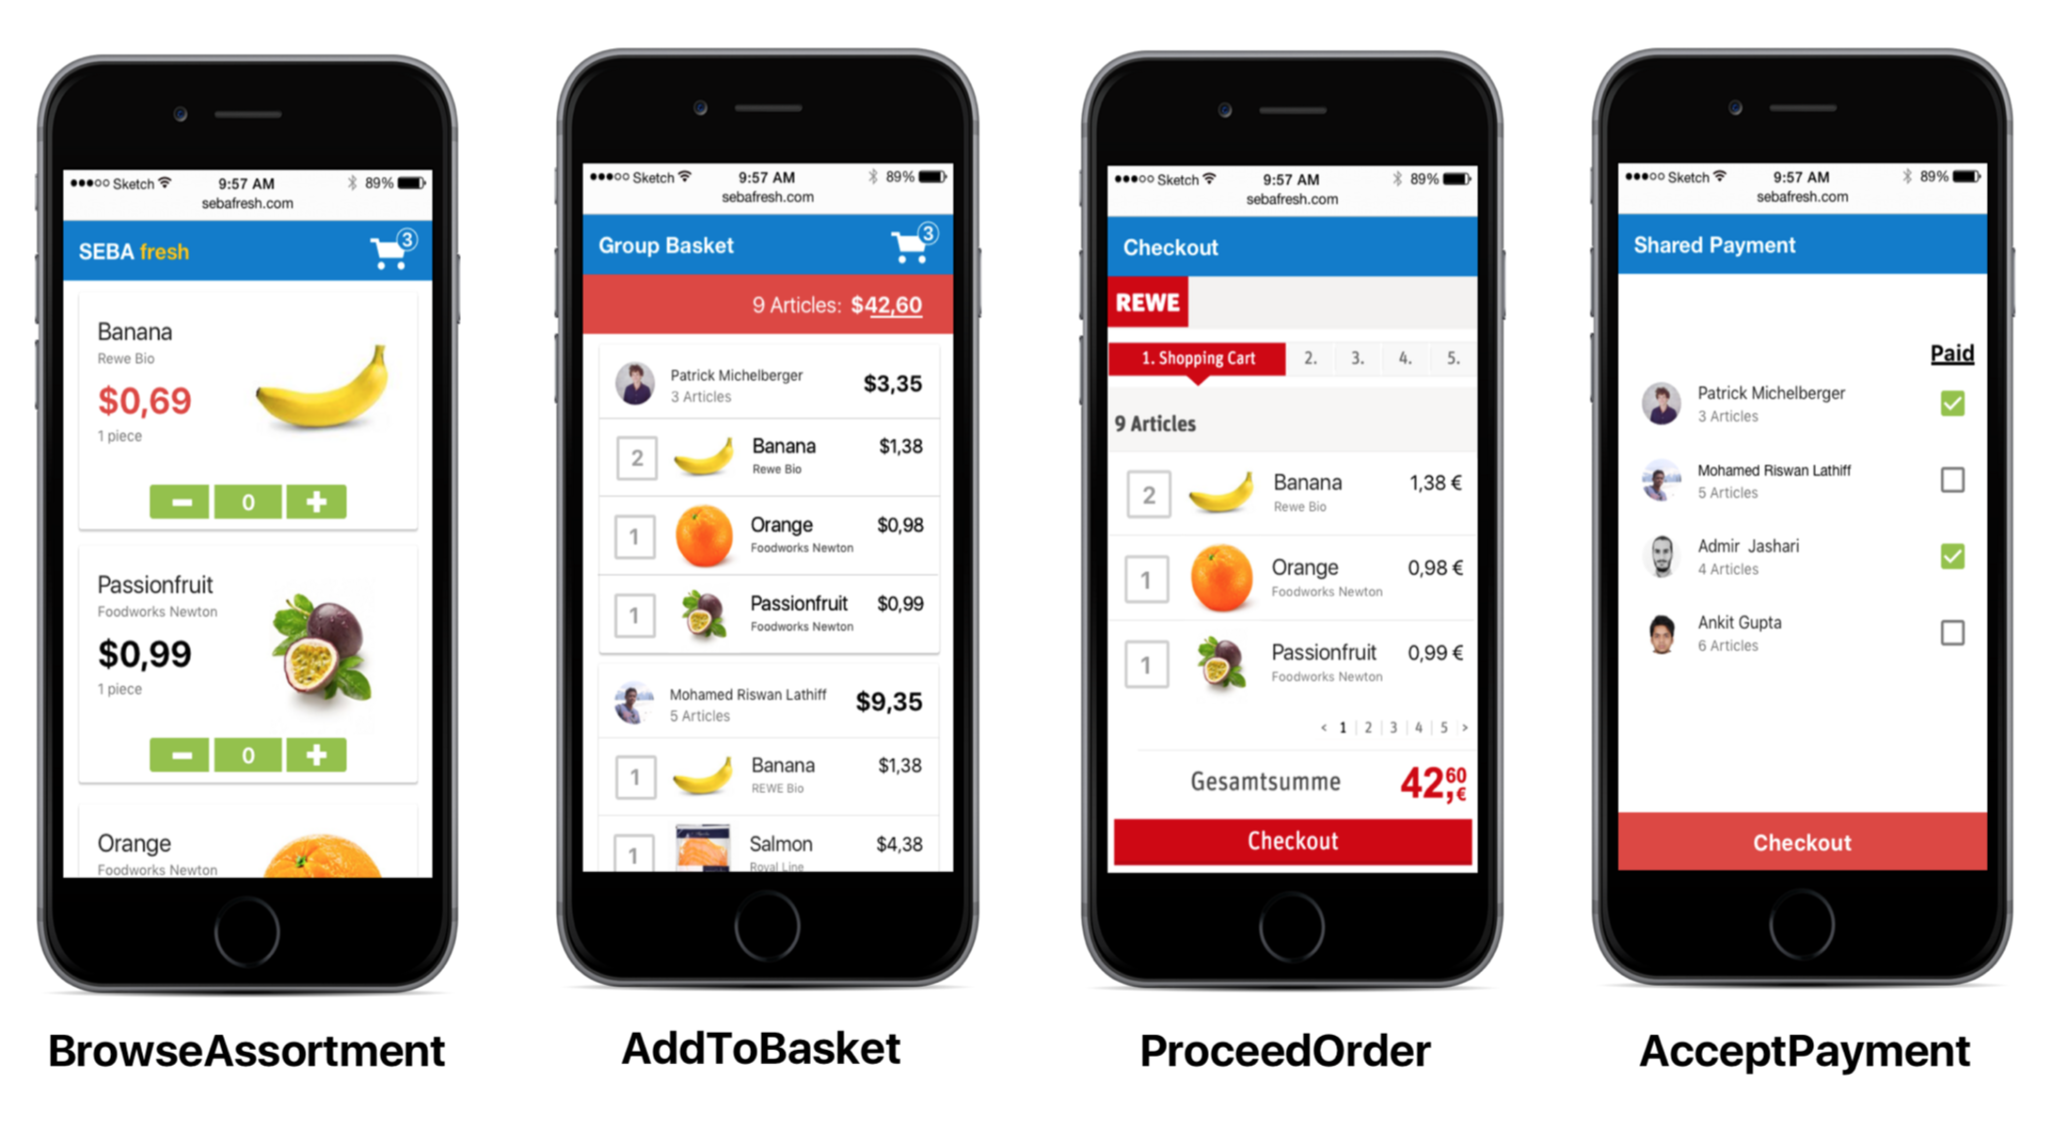 ●●●○○ Sketch 9:57 AM 89%
sebafresh.com
SEBA fresh 3
Banana
Rewe Bio
$0,69
1 piece
− 0 +
Passionfruit
Foodworks Newton
$0,99
1 piece
− 0 +
Orange
Foodworks Newton
BrowseAssortment
●●●○○ Sketch 9:57 AM 89%
sebafresh.com
Group Basket 3
9 Articles: $42,60
Patrick Michelberger $3,35
3 Articles
2 Banana $1,38
Rewe Bio
1 Orange $0,98
Foodworks Newton
1 Passionfruit $0,99
Foodworks Newton
Mohamed Riswan Lathiff $9,35
5 Articles
1 Banana $1,38
REWE Bio
1 Salmon $4,38
Royal Line
AddToBasket
●●●○○ Sketch 9:57 AM 89%
sebafresh.com
Checkout
REWE
1. Shopping Cart 2. 3. 4. 5.
9 Articles
2 Banana 1,38 €
Rewe Bio
1 Orange 0,98 €
Foodworks Newton
1 Passionfruit 0,99 €
Foodworks Newton
< 1 | 2 | 3 | 4 | 5 >
Gesamtsumme 42,60 €
Checkout
ProceedOrder
●●●○○ Sketch 9:57 AM 89%
sebafresh.com
Shared Payment
Paid
Patrick Michelberger
3 Articles
Mohamed Riswan Lathiff
5 Articles
Admir Jashari
4 Articles
Ankit Gupta
6 Articles
Checkout
AcceptPayment